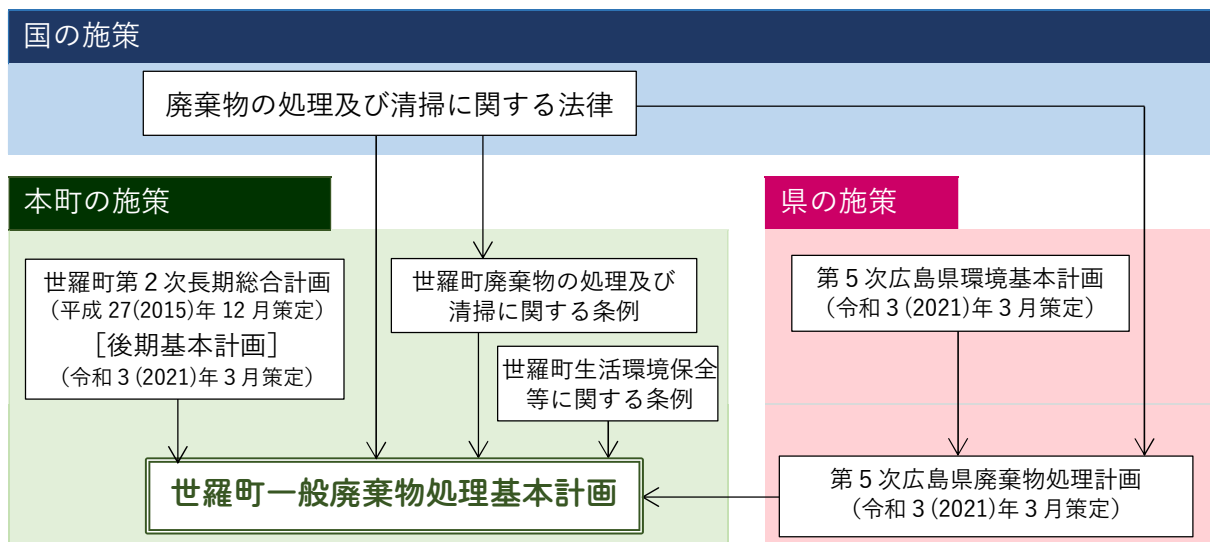 国の施策
廃棄物の処理及び清掃に関する法律
本町の施策
世羅町第2次長期総合計画
(平成27(2015)年12月策定)
[後期基本計画]
(令和3(2021)年3月策定)
世羅町廃棄物の処理及び
清掃に関する条例
世羅町生活環境保全
等に関する条例
世羅町一般廃棄物処理基本計画
県の施策
第5次広島県環境基本計画
(令和3(2021)年3月策定)
第5次広島県廃棄物処理計画
(令和3(2021)年3月策定)